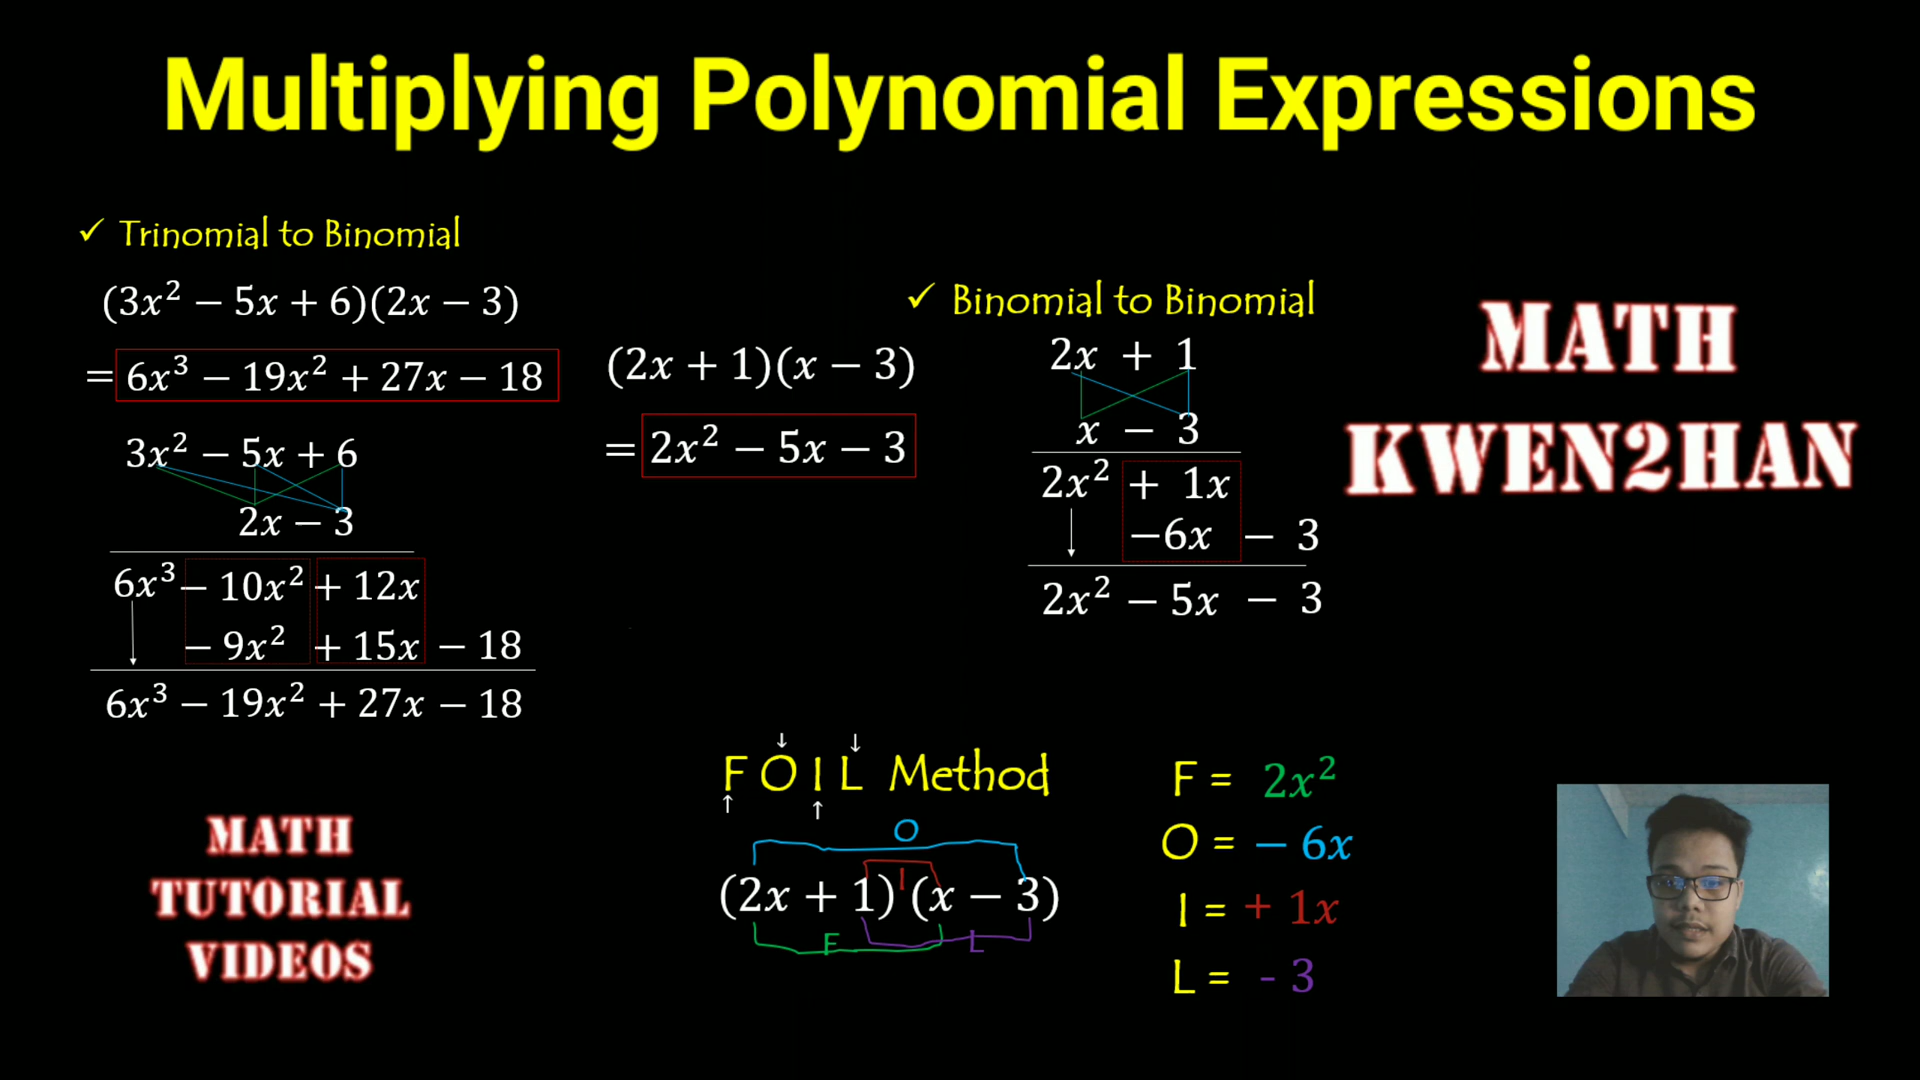 Multiplying Polynomial Expressions
✓ Trinomial to Binomial
(3x² − 5x + 6)(2x − 3)
= 6x³ − 19x² + 27x − 18
3x² − 5x + 6
2x − 3
6x³ − 10x² + 12x
− 9x² + 15x − 18
6x³ − 19x² + 27x − 18
(2x + 1)(x − 3)
= 2x² − 5x − 3
✓ Binomial to Binomial
2x + 1
x − 3
2x² + 1x
−6x − 3
2x² − 5x − 3
MATH
KWEN2HAN
FOIL Method
O
I
(2x + 1)(x − 3)
F L
F = 2x²
O = − 6x
I = + 1x
L = - 3
MATH
TUTORIAL
VIDEOS